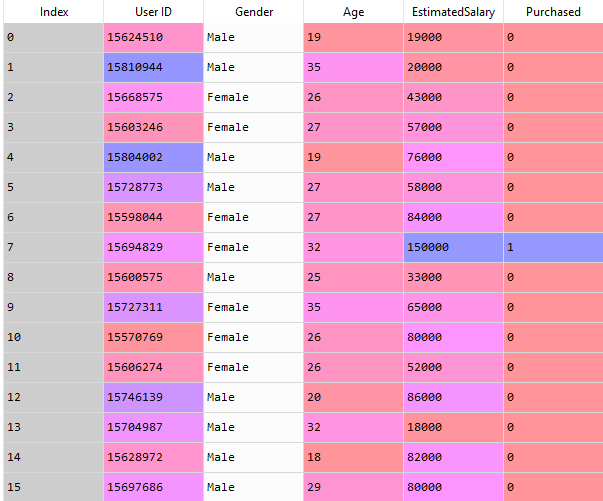 Index User ID Gender Age EstimatedSalary Purchased
0 15624510 Male 19 19000 0
1 15810944 Male 35 20000 0
2 15668575 Female 26 43000 0
3 15603246 Female 27 57000 0
4 15804002 Male 19 76000 0
5 15728773 Male 27 58000 0
6 15598044 Female 27 84000 0
7 15694829 Female 32 150000 1
8 15600575 Male 25 33000 0
9 15727311 Female 35 65000 0
10 15570769 Female 26 80000 0
11 15606274 Female 26 52000 0
12 15746139 Male 20 86000 0
13 15704987 Male 32 18000 0
14 15628972 Male 18 82000 0
15 15697686 Male 29 80000 0